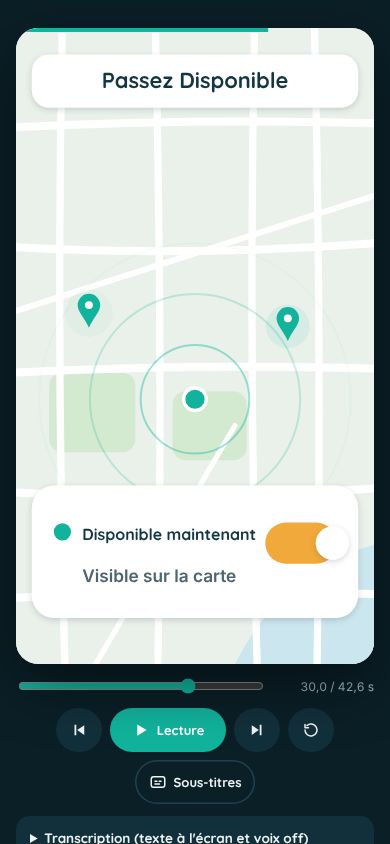 Passez Disponible
Disponible maintenant
Visible sur la carte
30,0 / 42,6 s
Lecture
Sous-titres
Transcription (texte à l'écran et voix off)